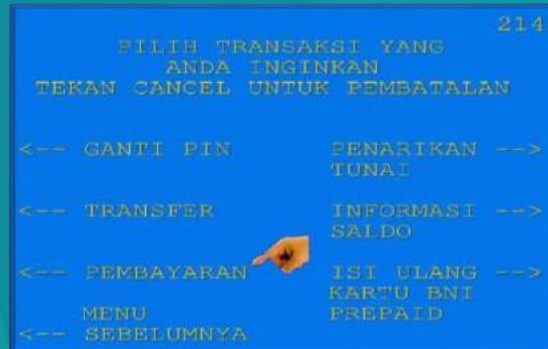 214
PILIH TRANSAKSI YANG
ANDA INGINKAN
TEKAN CANCEL UNTUK PEMBATALAN
<-- GANTI PIN
PENARIKAN -->
TUNAI
<-- TRANSFER
INFORMASI -->
SALDO
<-- PEMBAYARAN
ISI ULANG -->
KARTU BNI
PREPAID
MENU
<-- SEBELUMNYA